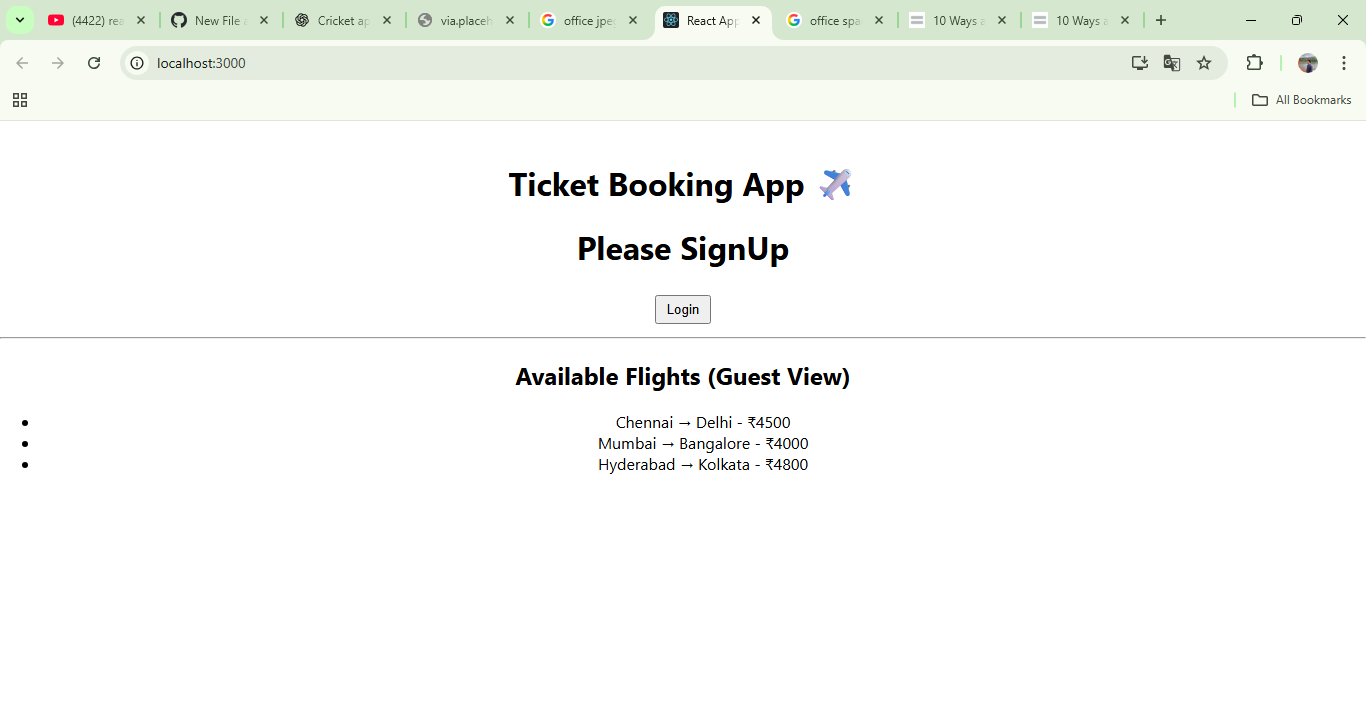 (4422) rea
New File
Cricket ap
via.placeh
office jpe
React App
office spa
10 Ways
10 Ways
localhost:3000
All Bookmarks
Ticket Booking App ✈️
Please SignUp
Login
Available Flights (Guest View)
• Chennai → Delhi - ₹4500
• Mumbai → Bangalore - ₹4000
• Hyderabad → Kolkata - ₹4800